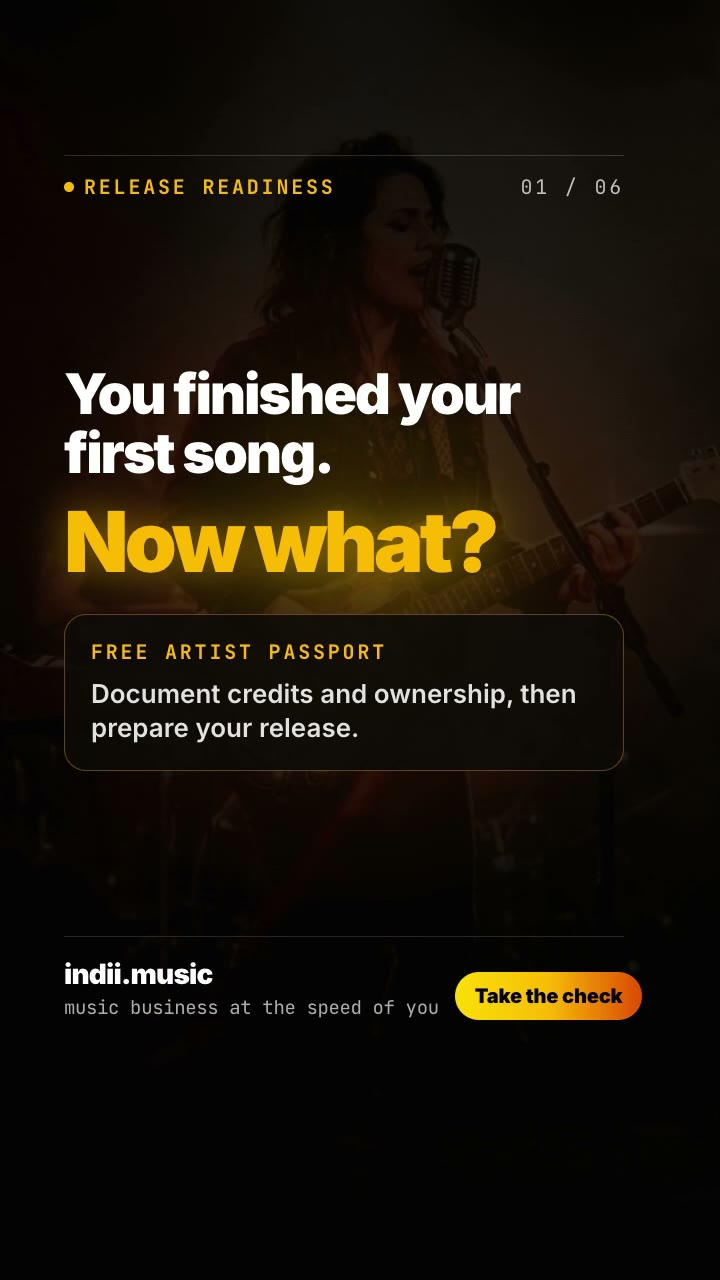 RELEASE READINESS 01 / 06
You finished your
first song.
Now what?
FREE ARTIST PASSPORT
Document credits and ownership, then
prepare your release.
indii.music
music business at the speed of you
Take the check